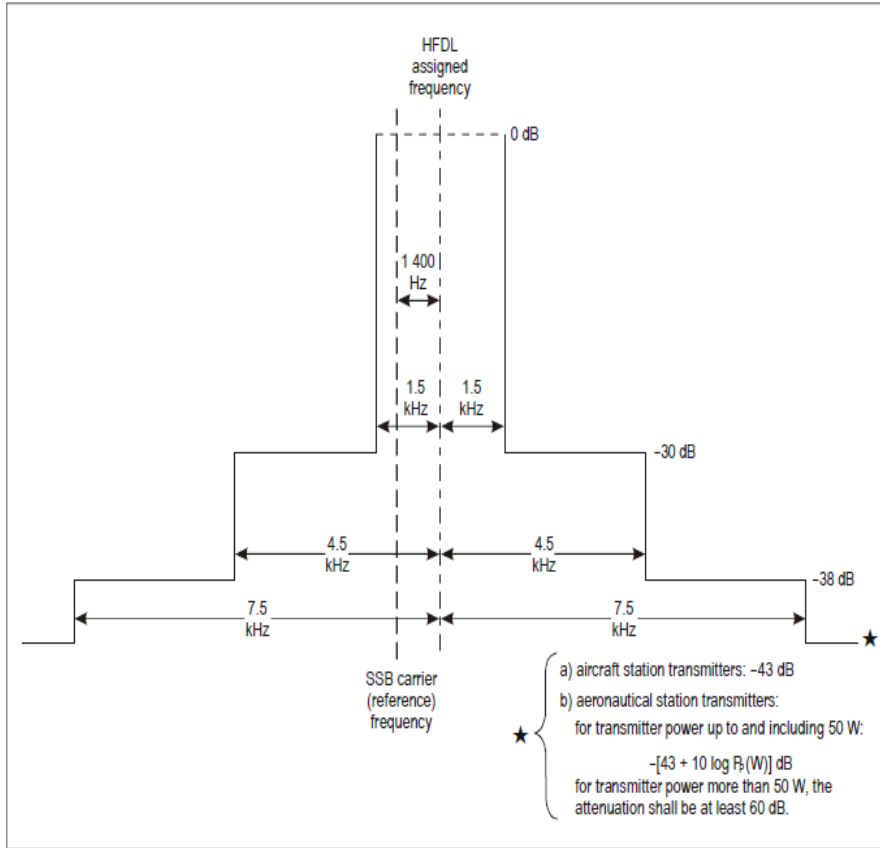 HFDL
assigned
frequency
0 dB
1 400
Hz
1.5
kHz
1.5
kHz
–30 dB
4.5
kHz
4.5
kHz
–38 dB
7.5
kHz
7.5
kHz
★
SSB carrier
(reference)
frequency
★
a) aircraft station transmitters: –43 dB
b) aeronautical station transmitters:
for transmitter power up to and including 50 W:
–[43 + 10 log Pp(W)] dB
for transmitter power more than 50 W, the
attenuation shall be at least 60 dB.